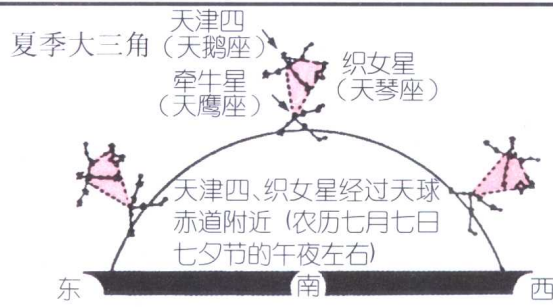 天津四
夏季大三角（天鹅座）
织女星
（天琴座）
牵牛星
（天鹰座）
天津四、织女星经过天球
赤道附近（农历七月七日
七夕节的午夜左右）
东
南
西